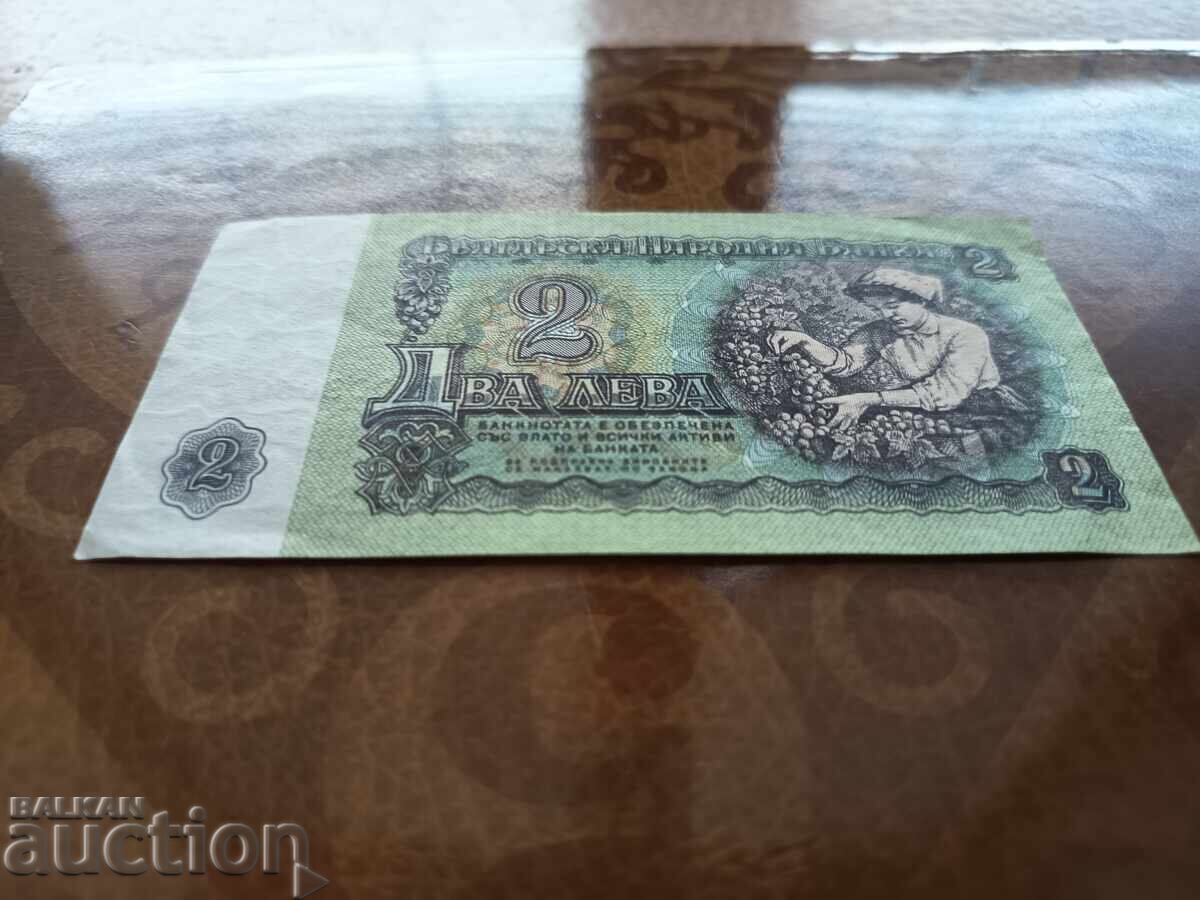 Българска Народна Банка
2
2
Два лева
Банкнотата е обезпечена
със злато и всички активи
на банката
2
2
BALKAN
auction